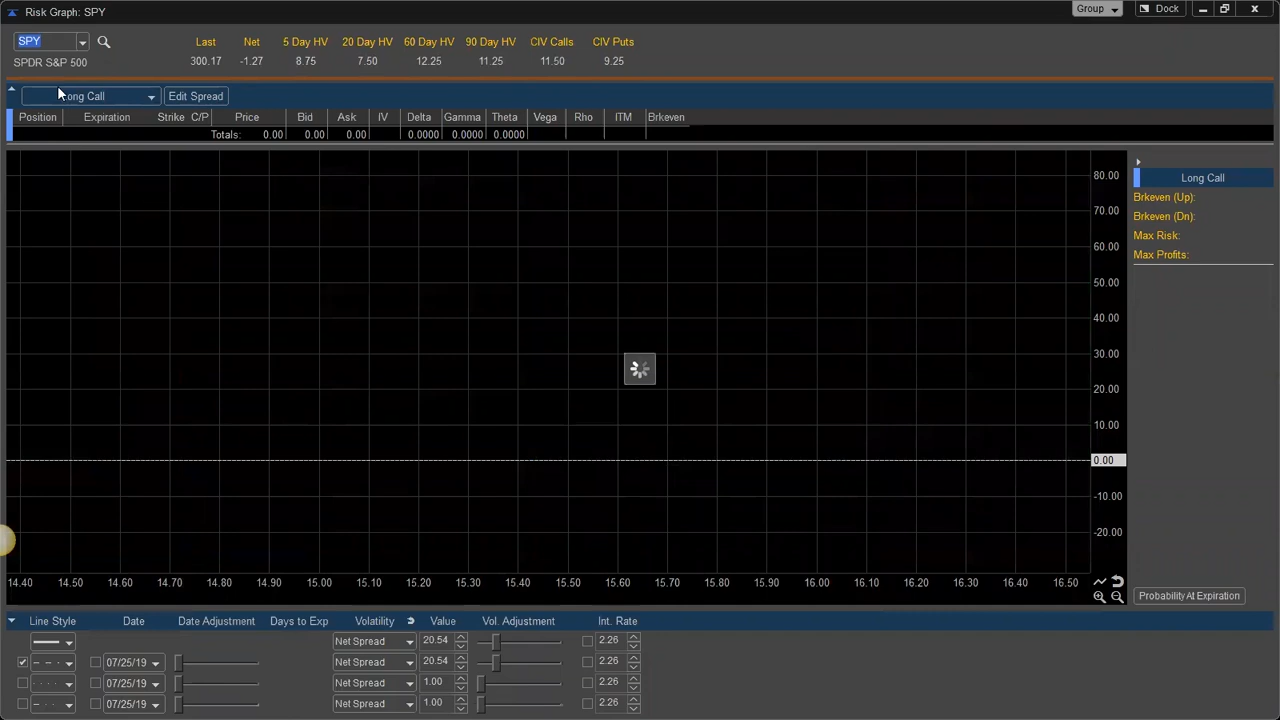 Risk Graph: SPY
Group
Dock
SPY
Last Net 5 Day HV 20 Day HV 60 Day HV 90 Day HV CIV Calls CIV Puts
SPDR S&P 500 300.17 -1.27 8.75 7.50 12.25 11.25 11.50 9.25
Long Call Edit Spread
Position Expiration Strike C/P Price Bid Ask IV Delta Gamma Theta Vega Rho ITM Brkeven
Totals: 0.00 0.00 0.00 0.0000 0.0000 0.0000
80.00
70.00
60.00
50.00
40.00
30.00
20.00
10.00
0.00
-10.00
-20.00
14.40 14.50 14.60 14.70 14.80 14.90 15.00 15.10 15.20 15.30 15.40 15.50 15.60 15.70 15.80 15.90 16.00 16.10 16.20 16.30 16.40 16.50
Long Call
Brkeven (Up):
Brkeven (Dn):
Max Risk:
Max Profits:
Probability At Expiration
Line Style Date Date Adjustment Days to Exp Volatility Value Vol. Adjustment Int. Rate
Net Spread 20.54 2.26
07/25/19 Net Spread 20.54 2.26
07/25/19 Net Spread 1.00 2.26
07/25/19 Net Spread 1.00 2.26